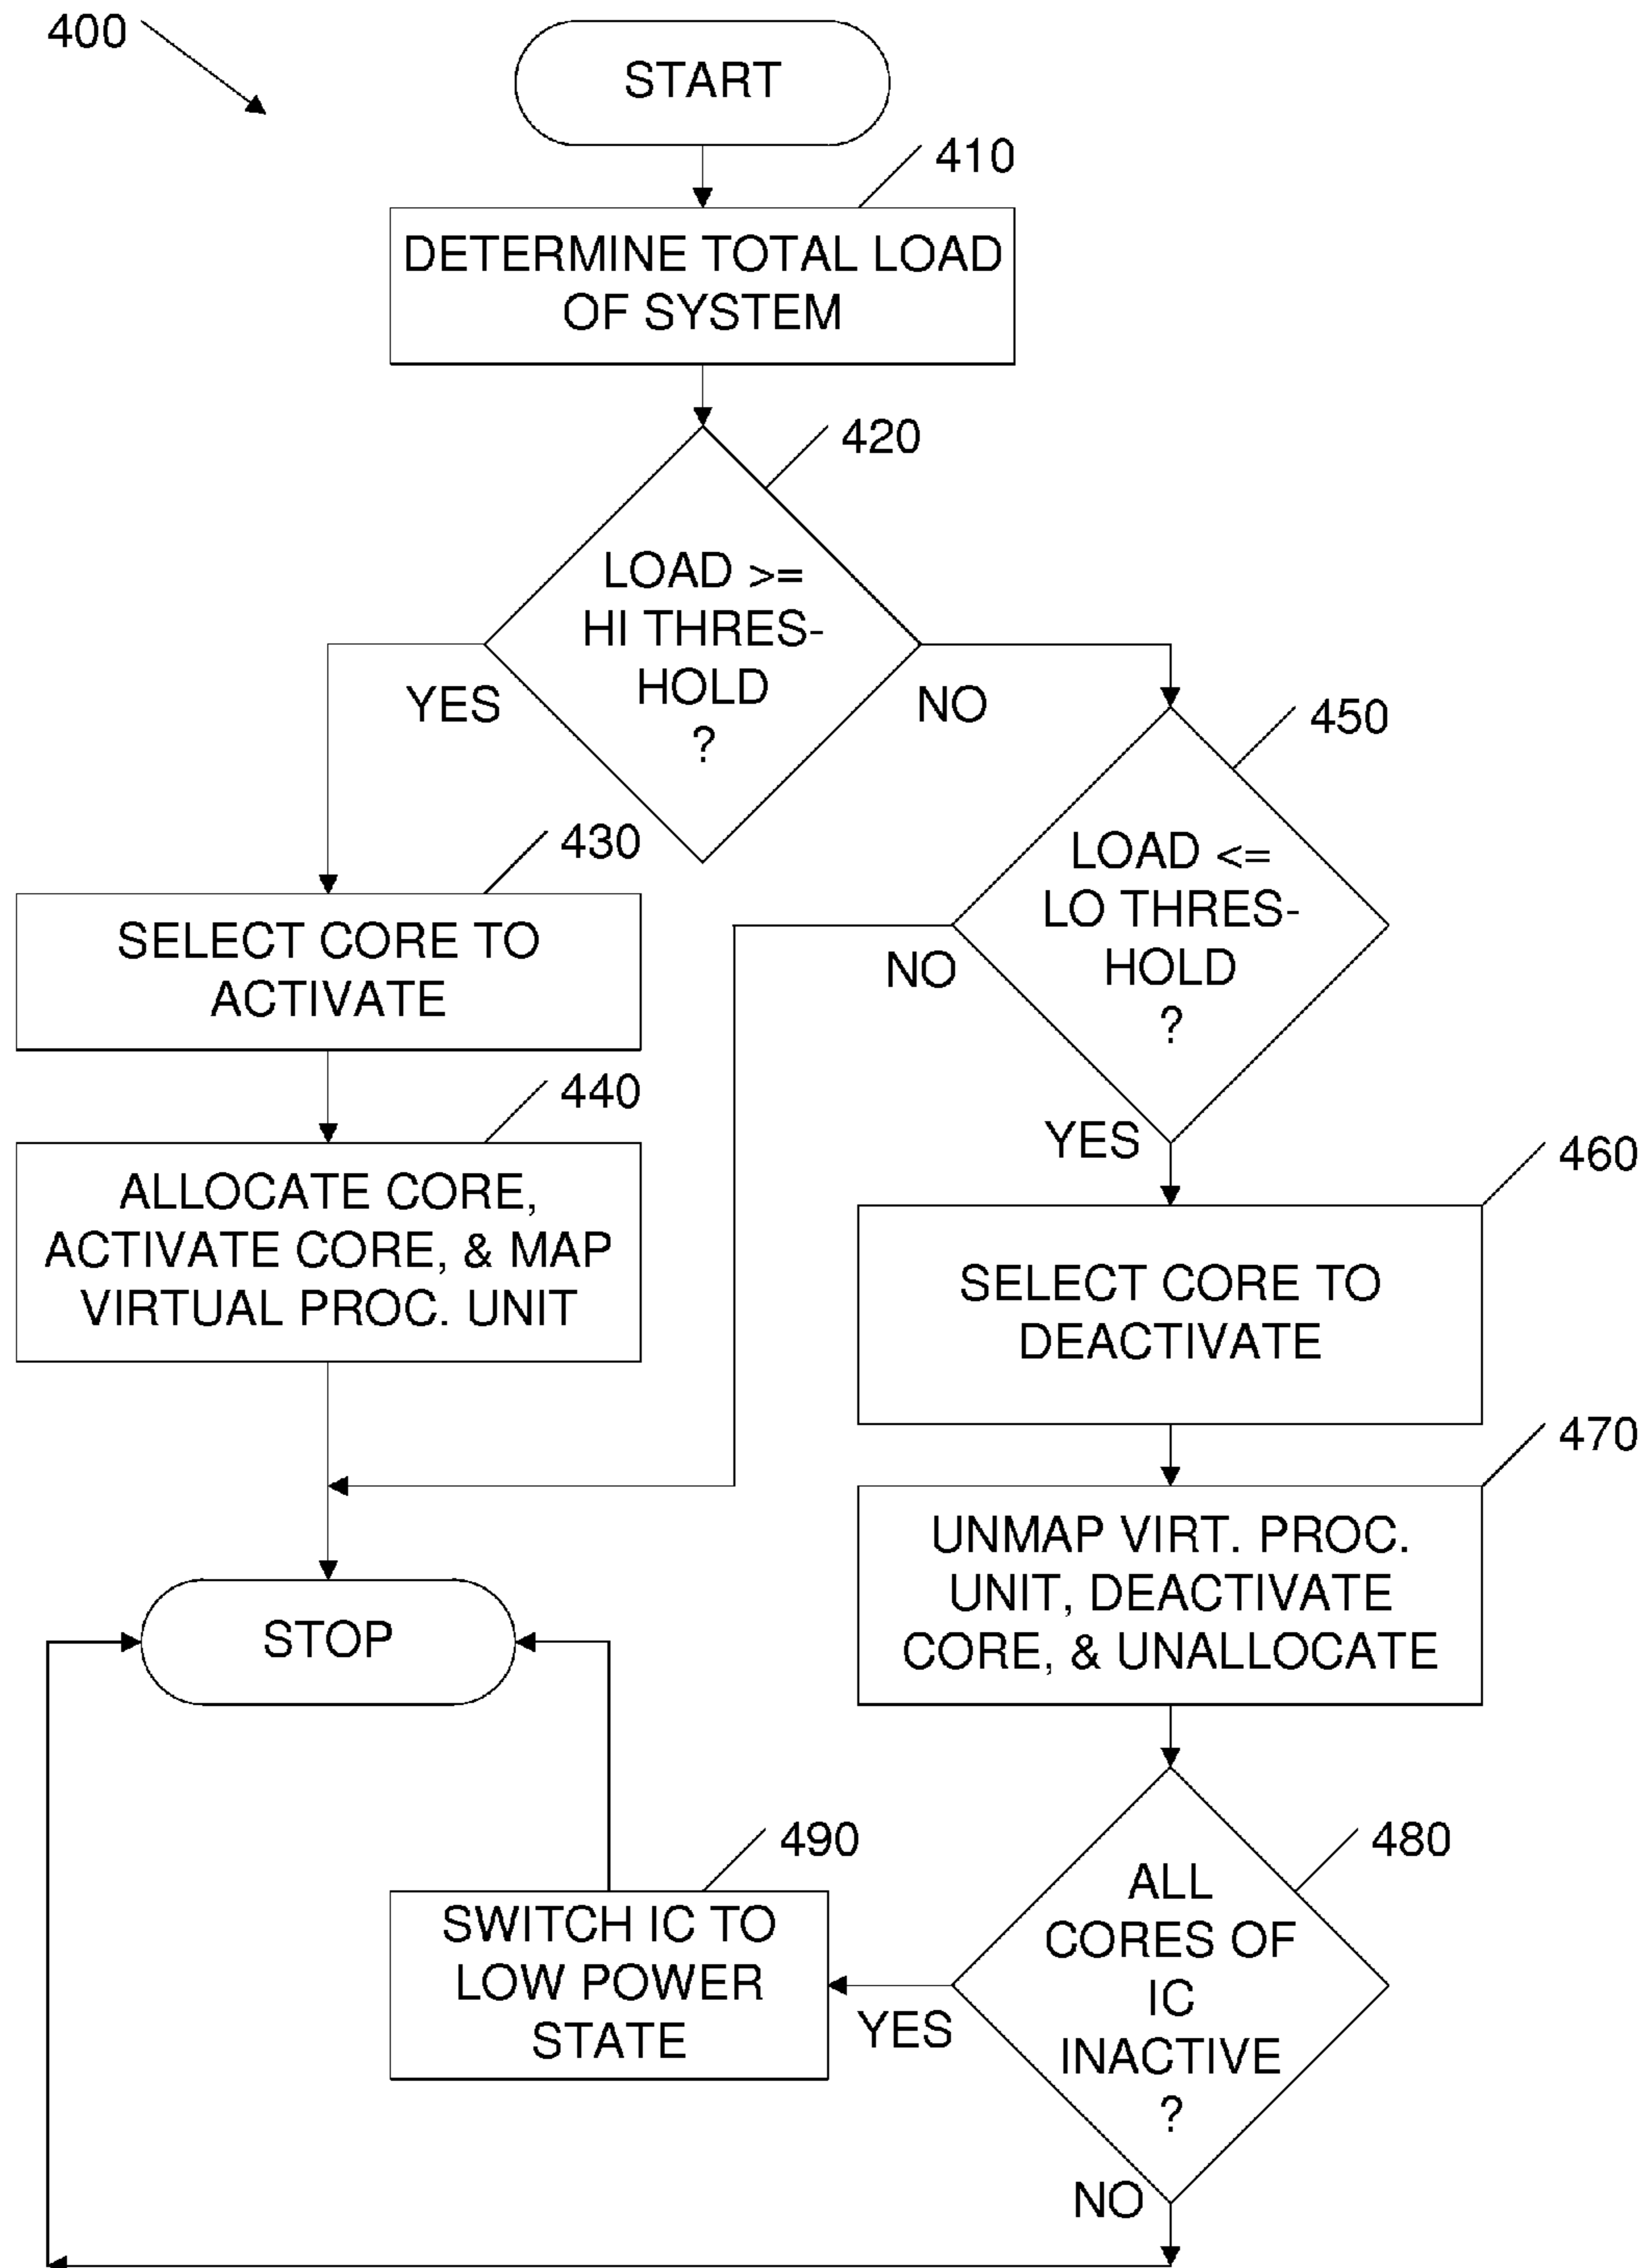 400
START
410
DETERMINE TOTAL LOAD
OF SYSTEM
420
LOAD >=
HI THRES-
HOLD
?
YES
NO
450
LOAD <=
LO THRES-
HOLD
?
NO
YES
430
SELECT CORE TO
ACTIVATE
440
ALLOCATE CORE,
ACTIVATE CORE, & MAP
VIRTUAL PROC. UNIT
460
SELECT CORE TO
DEACTIVATE
470
UNMAP VIRT. PROC.
UNIT, DEACTIVATE
CORE, & UNALLOCATE
STOP
480
ALL
CORES OF
IC
INACTIVE
?
YES
NO
490
SWITCH IC TO
LOW POWER
STATE